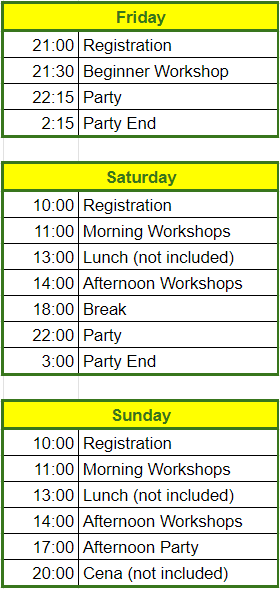 Friday
21:00 Registration
21:30 Beginner Workshop
22:15 Party
2:15 Party End
Saturday
10:00 Registration
11:00 Morning Workshops
13:00 Lunch (not included)
14:00 Afternoon Workshops
18:00 Break
22:00 Party
3:00 Party End
Sunday
10:00 Registration
11:00 Morning Workshops
13:00 Lunch (not included)
14:00 Afternoon Workshops
17:00 Afternoon Party
20:00 Cena (not included)